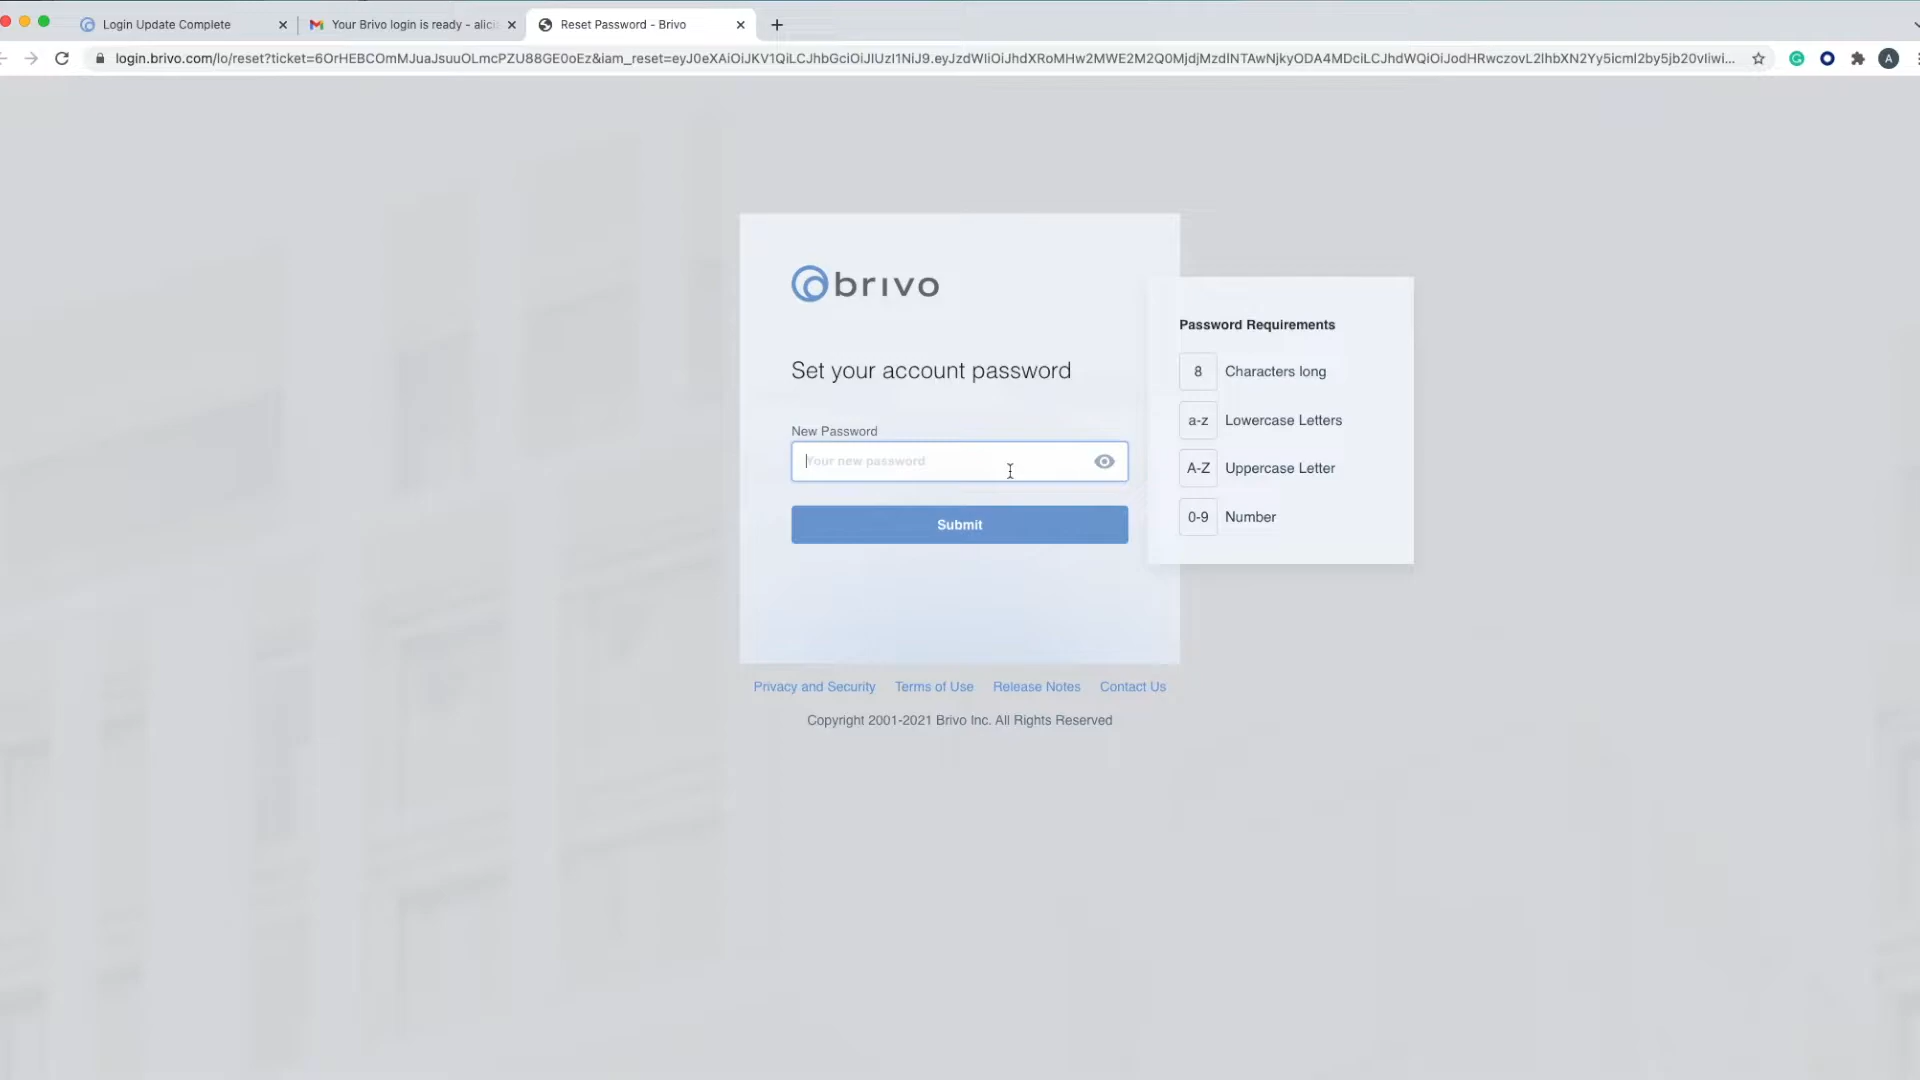 Login Update Complete
Your Brivo login is ready - alici
Reset Password - Brivo
login.brivo.com/lo/reset?ticket=6OrHEBCOmMJuaJsuuOLmcPZU88GE0oEz&iam_reset=eyJ0eXAiOiJKV1QiLCJhbGciOiJIUzI1NiJ9.eyJzdWIiOiJhdXRoMHw2MWE2M2Q0MjdjMzdlNTAwNjkyODA4MDciLCJhdWQiOiJodHRwczovL2lhbXN2Yy5icml2by5jb20vIiwi...
A
brivo
Set your account password
New Password
Your new password
Submit
Password Requirements
8 Characters long
a-z Lowercase Letters
A-Z Uppercase Letter
0-9 Number
Privacy and Security Terms of Use Release Notes Contact Us
Copyright 2001-2021 Brivo Inc. All Rights Reserved